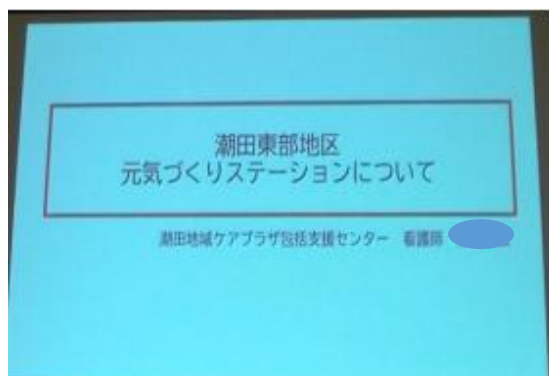 潮田東部地区
元気づくりステーションについて
潮田地域ケアプラザ包括支援センター　看護師